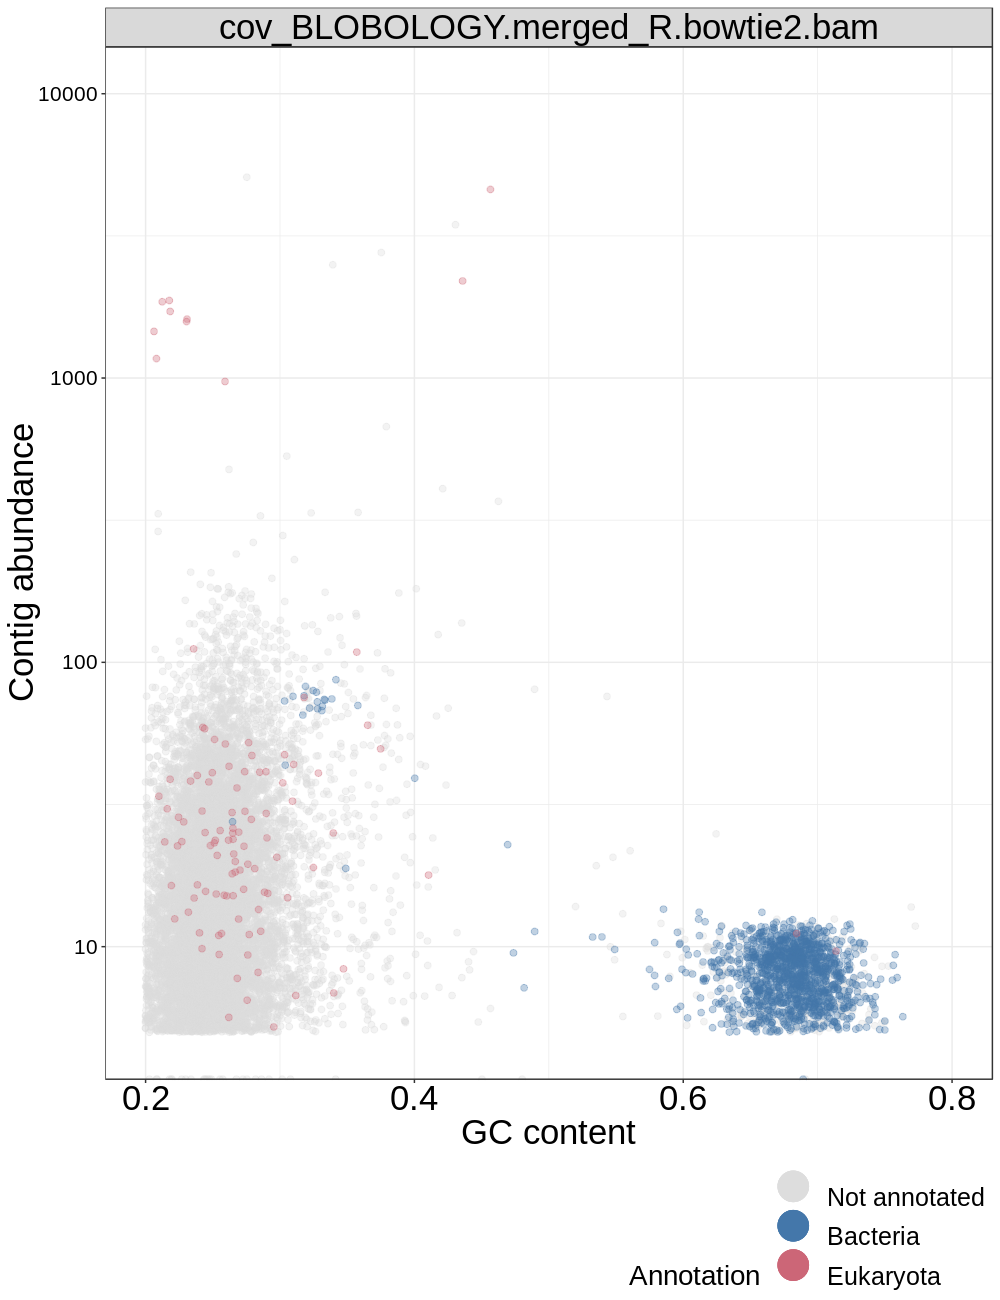 cov_BLOBOLOGY.merged_R.bowtie2.bam
10000
1000
100
10
Contig abundance
0.2 0.4 0.6 0.8
GC content
Annotation
Not annotated
Bacteria
Eukaryota